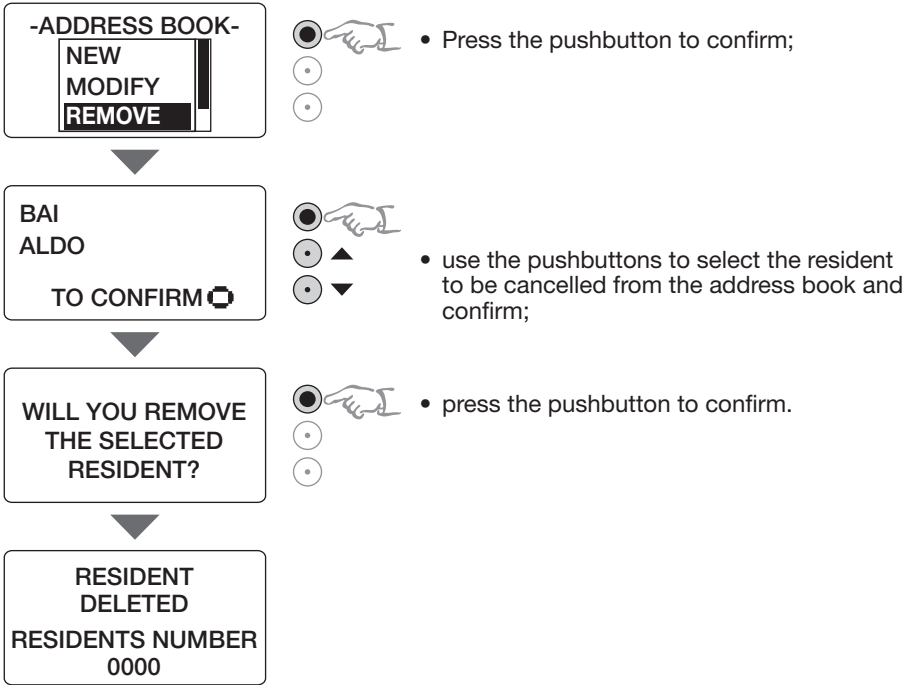 -ADDRESS BOOK-
NEW
MODIFY
REMOVE
• Press the pushbutton to confirm;
BAI
ALDO
TO CONFIRM
• use the pushbuttons to select the resident
to be cancelled from the address book and
confirm;
WILL YOU REMOVE
THE SELECTED
RESIDENT?
• press the pushbutton to confirm.
RESIDENT
DELETED
RESIDENTS NUMBER
0000